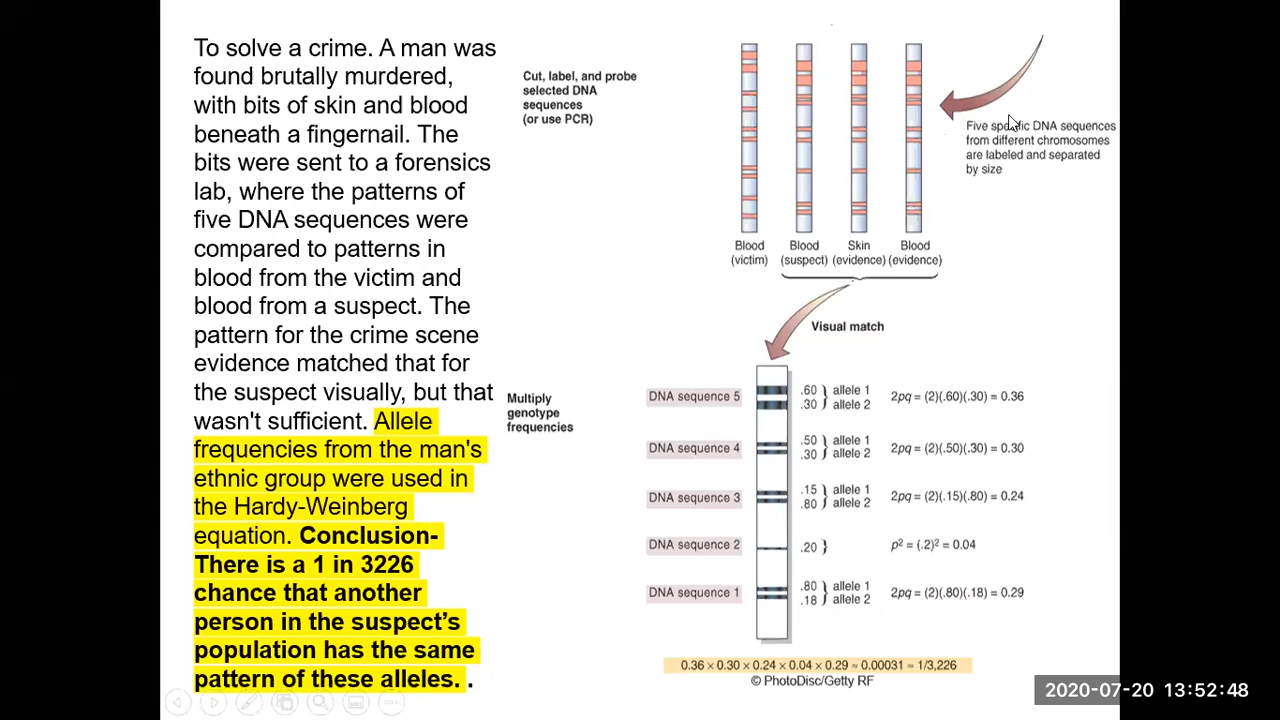 To solve a crime. A man was
found brutally murdered,
with bits of skin and blood
beneath a fingernail. The
bits were sent to a forensics
lab, where the patterns of
five DNA sequences were
compared to patterns in
blood from the victim and
blood from a suspect. The
pattern for the crime scene
evidence matched that for
the suspect visually, but that
wasn't sufficient. Allele
frequencies from the man's
ethnic group were used in
the Hardy-Weinberg
equation. Conclusion-
There is a 1 in 3226
chance that another
person in the suspect’s
population has the same
pattern of these alleles. .
Cut, label, and probe
selected DNA
sequences
(or use PCR)
Five specific DNA sequences
from different chromosomes
are labeled and separated
by size
Blood (victim)
Blood (suspect)
Skin (evidence)
Blood (evidence)
Visual match
Multiply
genotype
frequencies
DNA sequence 5 .60 } allele 1 2pq = (2)(.60)(.30) = 0.36
.30 allele 2
DNA sequence 4 .50 } allele 1 2pq = (2)(.50)(.30) = 0.30
.30 allele 2
DNA sequence 3 .15 } allele 1 2pq = (2)(.15)(.80) = 0.24
.80 allele 2
DNA sequence 2 .20 } p² = (.2)² = 0.04
DNA sequence 1 .80 } allele 1 2pq = (2)(.80)(.18) = 0.29
.18 allele 2
0.36 × 0.30 × 0.24 × 0.04 × 0.29 ≈ 0.00031 ≈ 1/3,226
© PhotoDisc/Getty RF
2020-07-20 13:52:48